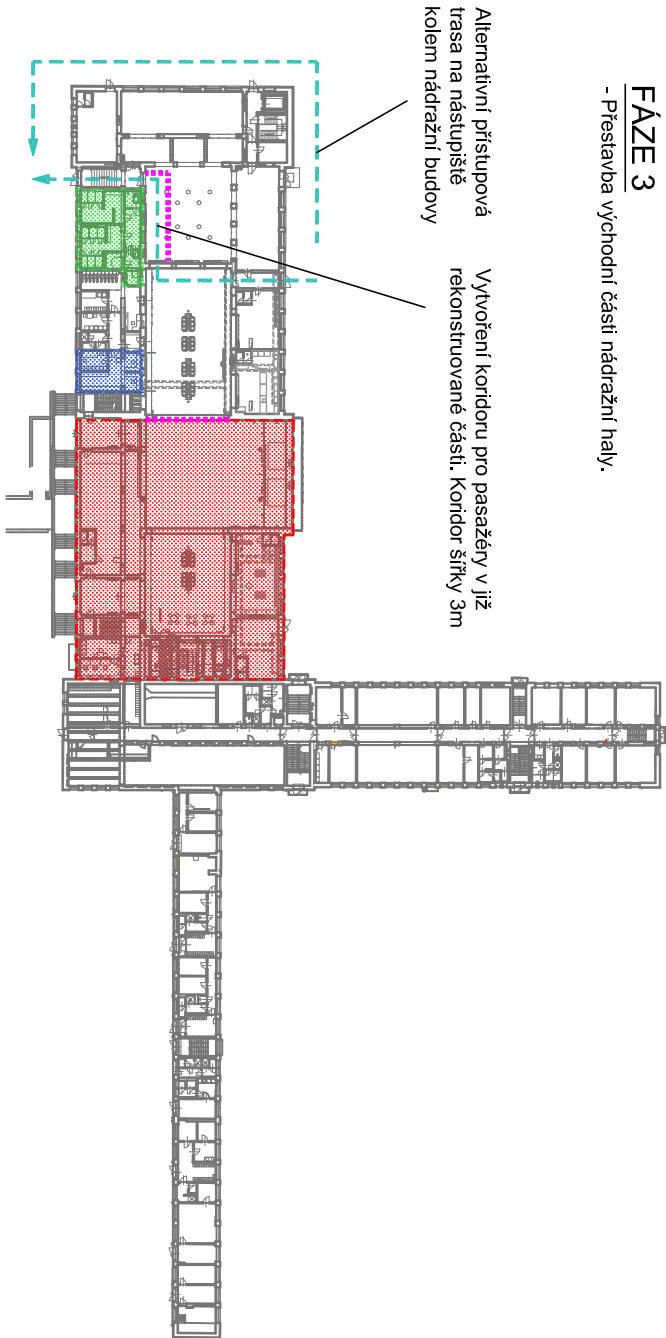 FÁZE 3
- Přestavba východní části nádražní haly.
Alternativní přístupová
trasa na nástupiště
kolem nádražní budovy
Vytvoření koridoru pro pasažéry v již
rekonstruované části. Koridor šířky 3m